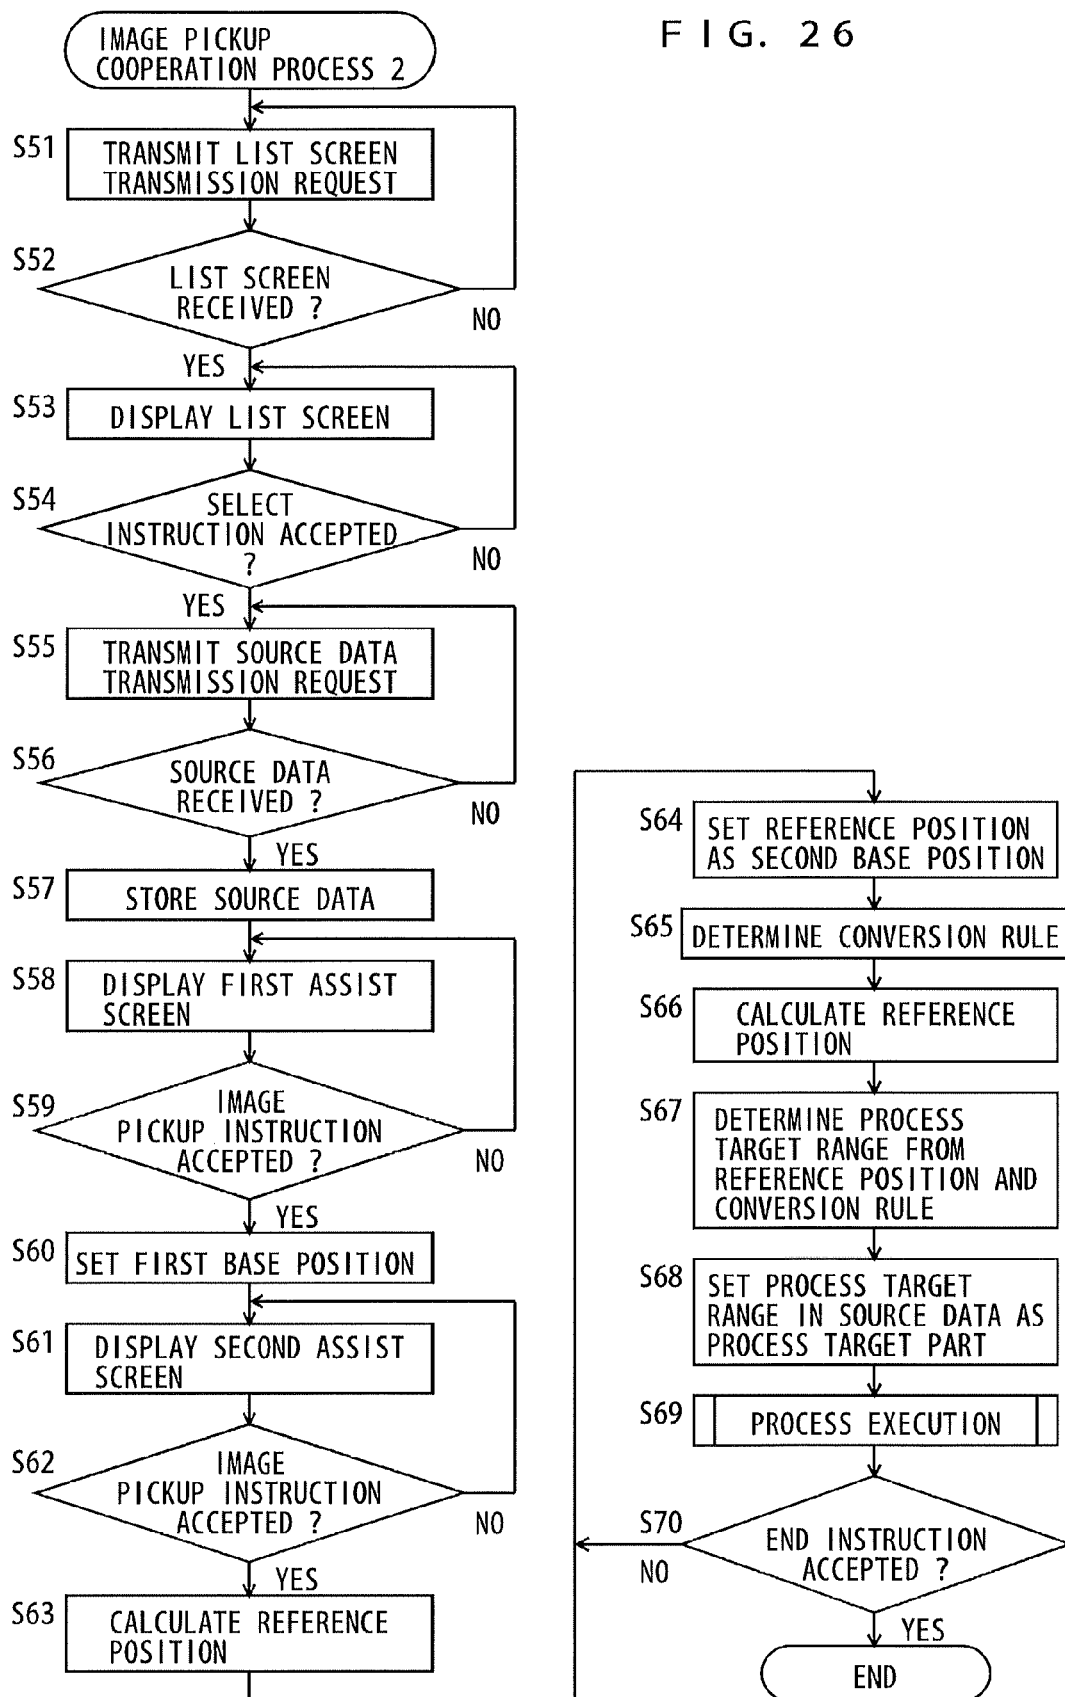 FIG. 26
IMAGE PICKUP
COOPERATION PROCESS 2
S51
TRANSMIT LIST SCREEN
TRANSMISSION REQUEST
S52
LIST SCREEN
RECEIVED ?
NO
YES
S53
DISPLAY LIST SCREEN
S54
SELECT
INSTRUCTION ACCEPTED
?
NO
YES
S55
TRANSMIT SOURCE DATA
TRANSMISSION REQUEST
S56
SOURCE DATA
RECEIVED ?
NO
YES
S57
STORE SOURCE DATA
S58
DISPLAY FIRST ASSIST
SCREEN
S59
IMAGE
PICKUP INSTRUCTION
ACCEPTED ?
NO
YES
S60
SET FIRST BASE POSITION
S61
DISPLAY SECOND ASSIST
SCREEN
S62
IMAGE
PICKUP INSTRUCTION
ACCEPTED ?
NO
YES
S63
CALCULATE REFERENCE
POSITION
S64
SET REFERENCE POSITION
AS SECOND BASE POSITION
S65
DETERMINE CONVERSION RULE
S66
CALCULATE REFERENCE
POSITION
S67
DETERMINE PROCESS
TARGET RANGE FROM
REFERENCE POSITION AND
CONVERSION RULE
S68
SET PROCESS TARGET
RANGE IN SOURCE DATA AS
PROCESS TARGET PART
S69
PROCESS EXECUTION
S70
END INSTRUCTION
ACCEPTED ?
NO
YES
END